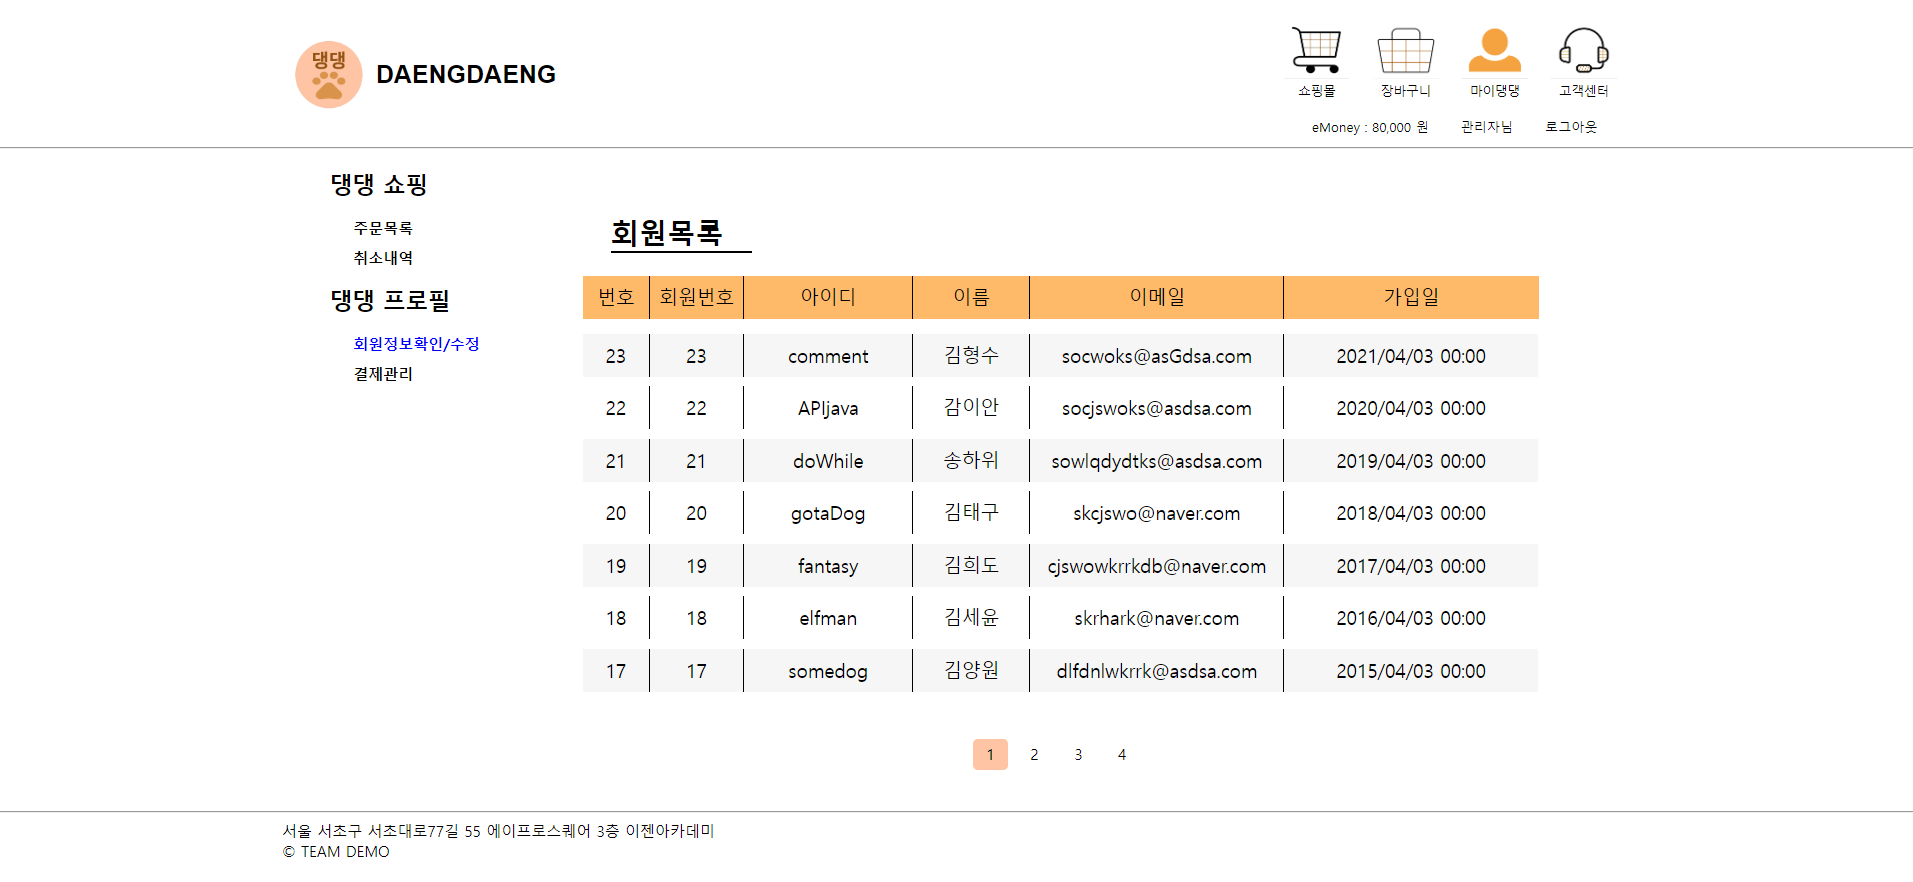 댕댕
DAENGDAENG
쇼핑몰 장바구니 마이댕댕 고객센터
eMoney : 80,000 원 관리자님 로그아웃
댕댕 쇼핑
주문목록
취소내역
댕댕 프로필
회원정보확인/수정
결제관리
회원목록
번호 회원번호 아이디 이름 이메일 가입일
23 23 comment 김형수 socwoks@asGdsa.com 2021/04/03 00:00
22 22 APIjava 감이안 socjswoks@asdsa.com 2020/04/03 00:00
21 21 doWhile 송하위 sowlqdydtks@asdsa.com 2019/04/03 00:00
20 20 gotaDog 김태구 skcjswo@naver.com 2018/04/03 00:00
19 19 fantasy 김희도 cjswowkrrkdb@naver.com 2017/04/03 00:00
18 18 elfman 김세윤 skrhark@naver.com 2016/04/03 00:00
17 17 somedog 김양원 dlfdnlwkrrk@asdsa.com 2015/04/03 00:00
1 2 3 4
서울 서초구 서초대로77길 55 에이프로스퀘어 3층 이젠아카데미
© TEAM DEMO